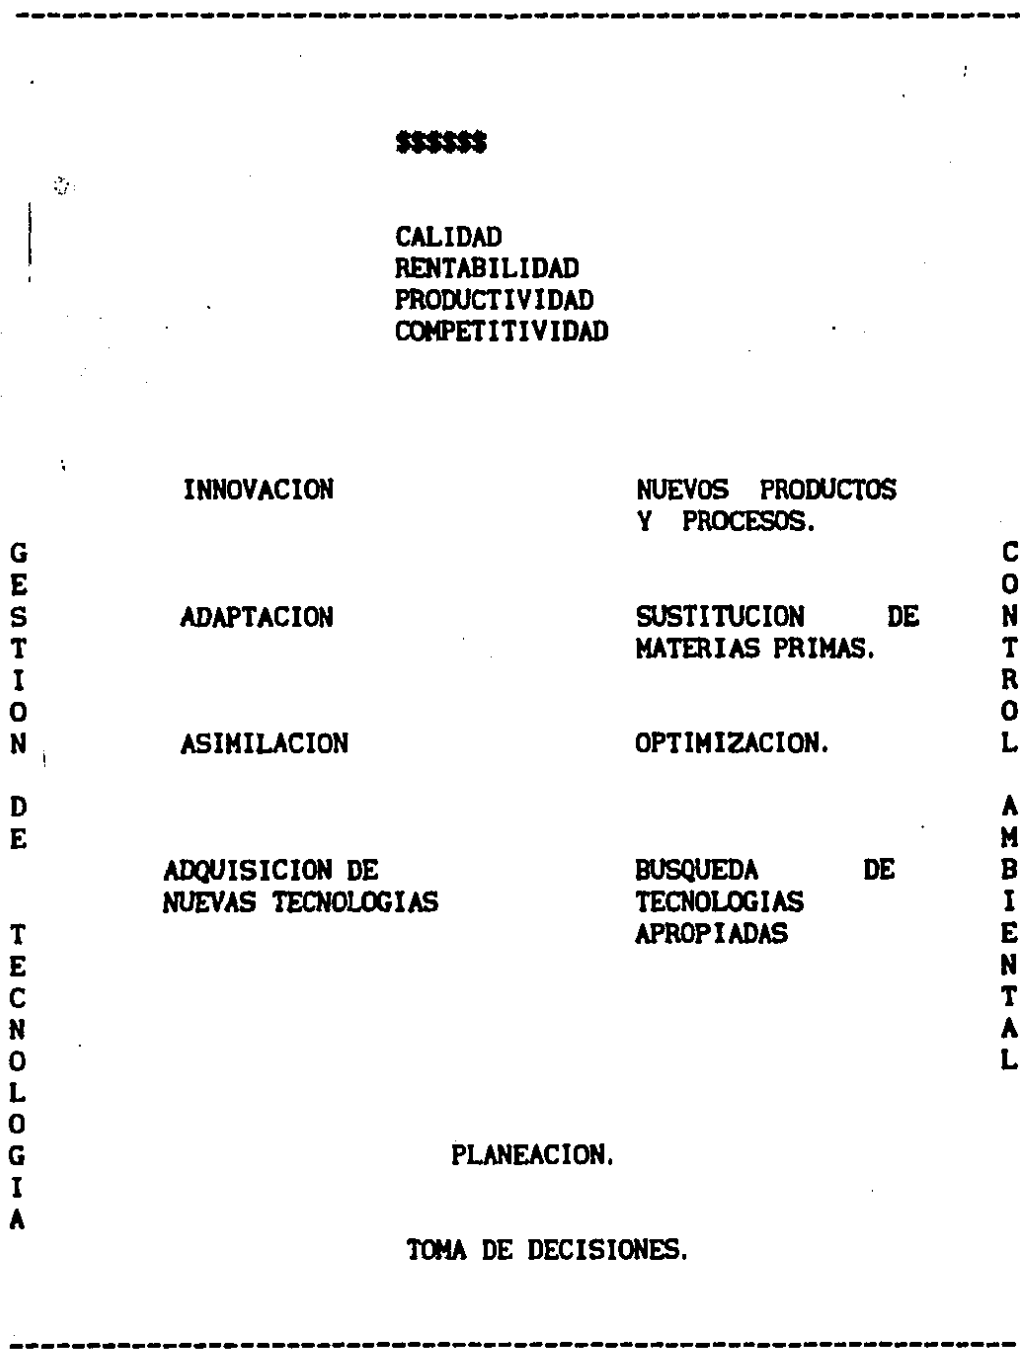 $$$$$$
CALIDAD
RENTABILIDAD
PRODUCTIVIDAD
COMPETITIVIDAD
INNOVACION
NUEVOS PRODUCTOS
Y PROCESOS.
ADAPTACION
SUSTITUCION DE
MATERIAS PRIMAS.
ASIMILACION
OPTIMIZACION.
ADQUISICION DE
NUEVAS TECNOLOGIAS
BUSQUEDA DE
TECNOLOGIAS
APROPIADAS
GESTION DE TECNOLOGIA
CONTROL AMBIENTAL
PLANEACION.
TOMA DE DECISIONES.